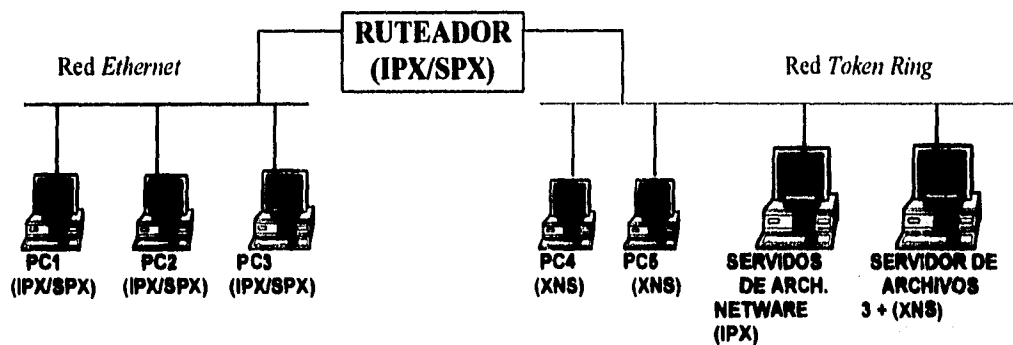 RUTEADOR
(IPX/SPX)
Red Ethernet
Red Token Ring
PC1
(IPX/SPX)
PC2
(IPX/SPX)
PC3
(IPX/SPX)
PC4
(XNS)
PC5
(XNS)
SERVIDOS
DE ARCH.
NETWARE
(IPX)
SERVIDOR DE
ARCHIVOS
3 + (XNS)